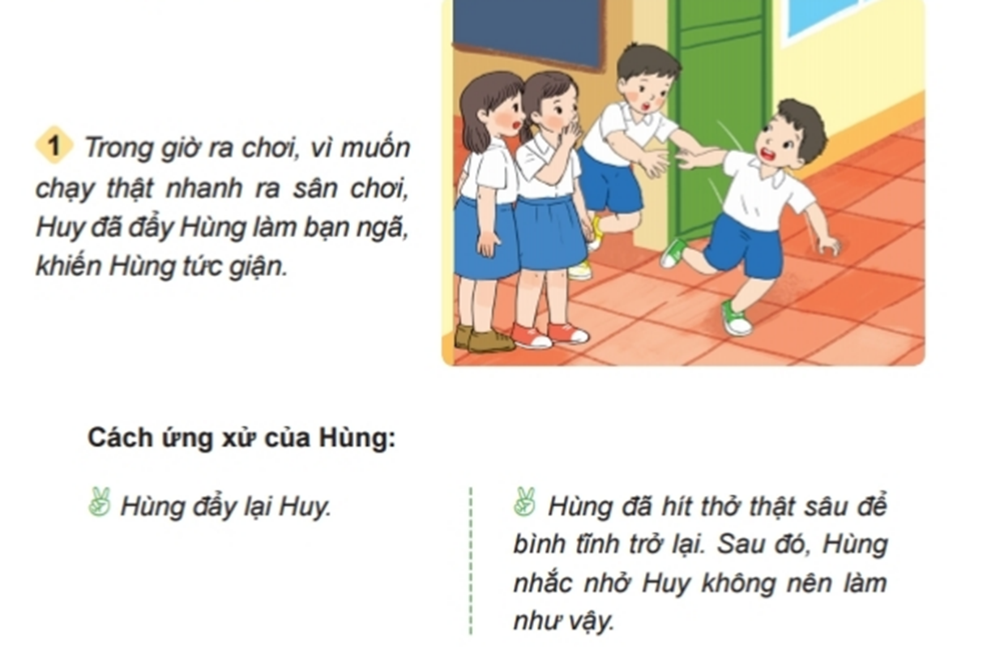 1 Trong giờ ra chơi, vì muốn
chạy thật nhanh ra sân chơi,
Huy đã đẩy Hùng làm bạn ngã,
khiến Hùng tức giận.
Cách ứng xử của Hùng:
Hùng đẩy lại Huy.
Hùng đã hít thở thật sâu để
bình tĩnh trở lại. Sau đó, Hùng
nhắc nhở Huy không nên làm
như vậy.